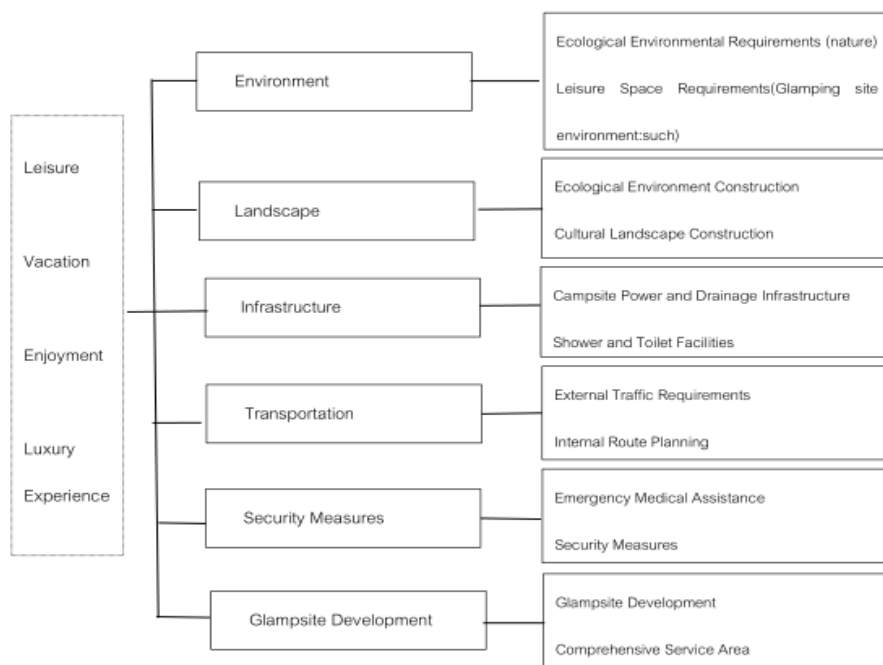 Leisure
Vacation
Enjoyment
Luxury
Experience
Environment
Ecological Environmental Requirements (nature)
Leisure Space Requirements(Glamping site
environment:such)
Landscape
Ecological Environment Construction
Cultural Landscape Construction
Infrastructure
Campsite Power and Drainage Infrastructure
Shower and Toilet Facilities
Transportation
External Traffic Requirements
Internal Route Planning
Security Measures
Emergency Medical Assistance
Security Measures
Glampsite Development
Glampsite Development
Comprehensive Service Area